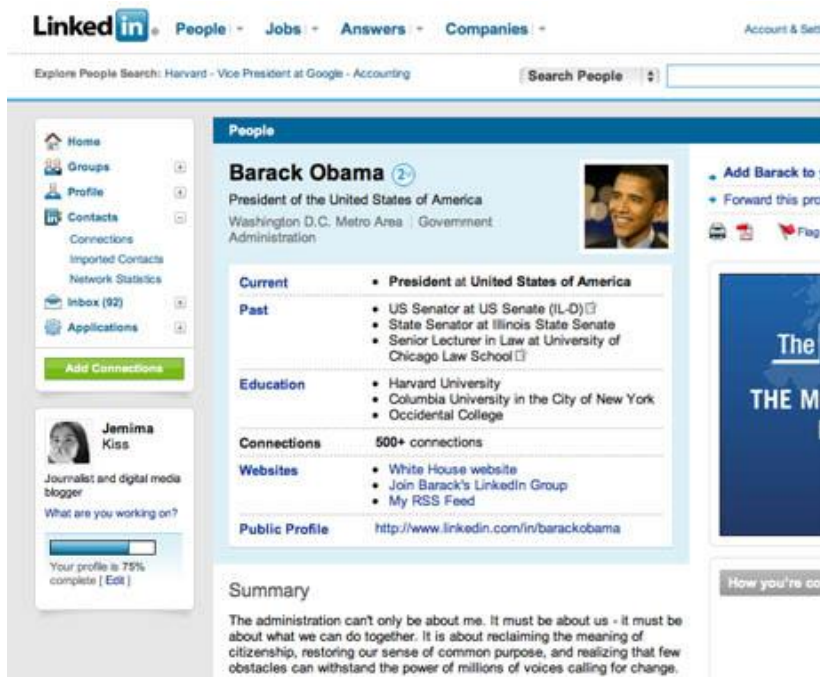 Linked in
People Jobs Answers Companies
Account & Sett
Explore People Search: Harvard - Vice President at Google - Accounting
Search People
Home
Groups
Profile
Contacts
Connections
Imported Contacts
Network Statistics
Inbox (92)
Applications
Add Connections
Jemima
Kiss
Journalist and digital media
blogger
What are you working on?
Your profile is 75%
complete [ Edit ]
People
Barack Obama 2nd
President of the United States of America
Washington D.C. Metro Area | Government
Administration
Current • President at United States of America
Past • US Senator at US Senate (IL-D)
• State Senator at Illinois State Senate
• Senior Lecturer in Law at University of
Chicago Law School
Education • Harvard University
• Columbia University in the City of New York
• Occidental College
Connections 500+ connections
Websites • White House website
• Join Barack's LinkedIn Group
• My RSS Feed
Public Profile http://www.linkedin.com/in/barackobama
Summary
The administration can't only be about me. It must be about us - it must be
about what we can do together. It is about reclaiming the meaning of
citizenship, restoring our sense of common purpose, and realizing that few
obstacles can withstand the power of millions of voices calling for change.
Add Barack to
Forward this pro
Flag
The
THE M
How you're co